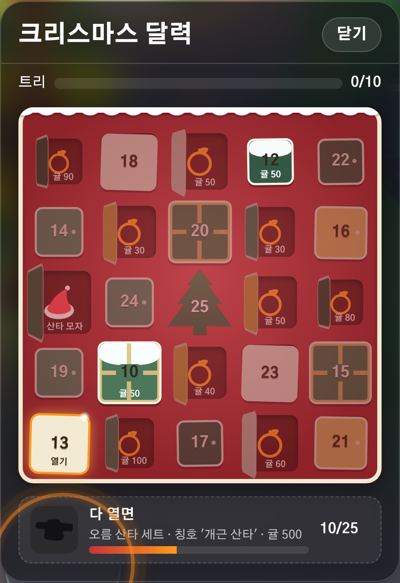 크리스마스 달력
닫기
트리
0/10
귤 90
18
귤 50
12
귤 50
22
14
귤 30
20
귤 30
16
산타 모자
24
25
귤 50
귤 80
19
10
귤 50
귤 40
23
15
13
열기
귤 100
17
귤 60
21
다 열면
오름 산타 세트 · 칭호 ‘개근 산타’ · 귤 500
10/25